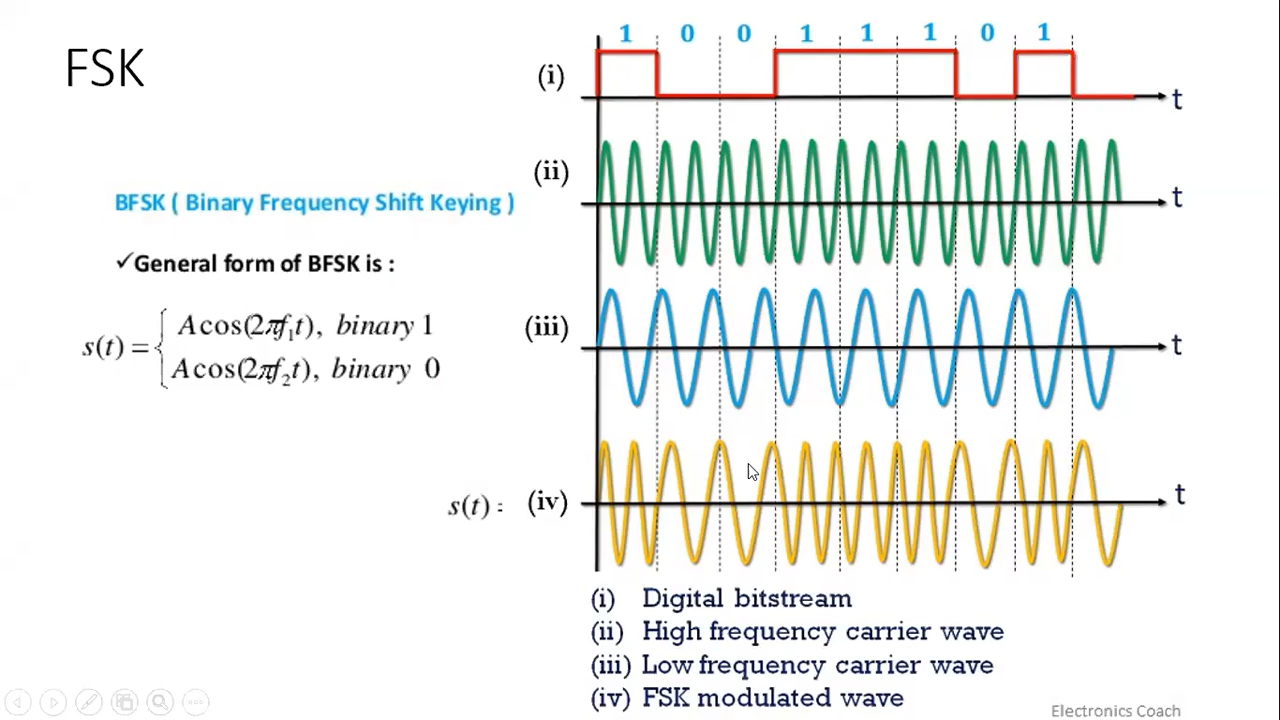 FSK
BFSK ( Binary Frequency Shift Keying )
✓General form of BFSK is :
s(t) = { Acos(2πf₁t), binary 1
Acos(2πf₂t), binary 0
s(t) :
1 0 0 1 1 1 0 1
(i) t
(ii) t
(iii) t
(iv) t
(i) Digital bitstream
(ii) High frequency carrier wave
(iii) Low frequency carrier wave
(iv) FSK modulated wave
Electronics Coach